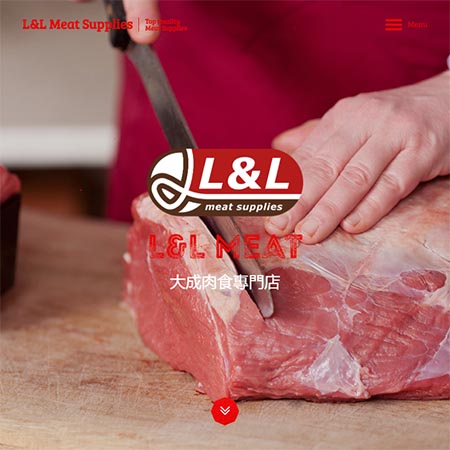 L&L Meat Supplies
Top Quality
Meat Supplies
Menu
L&L
meat supplies
L&L MEAT
大成肉食專門店